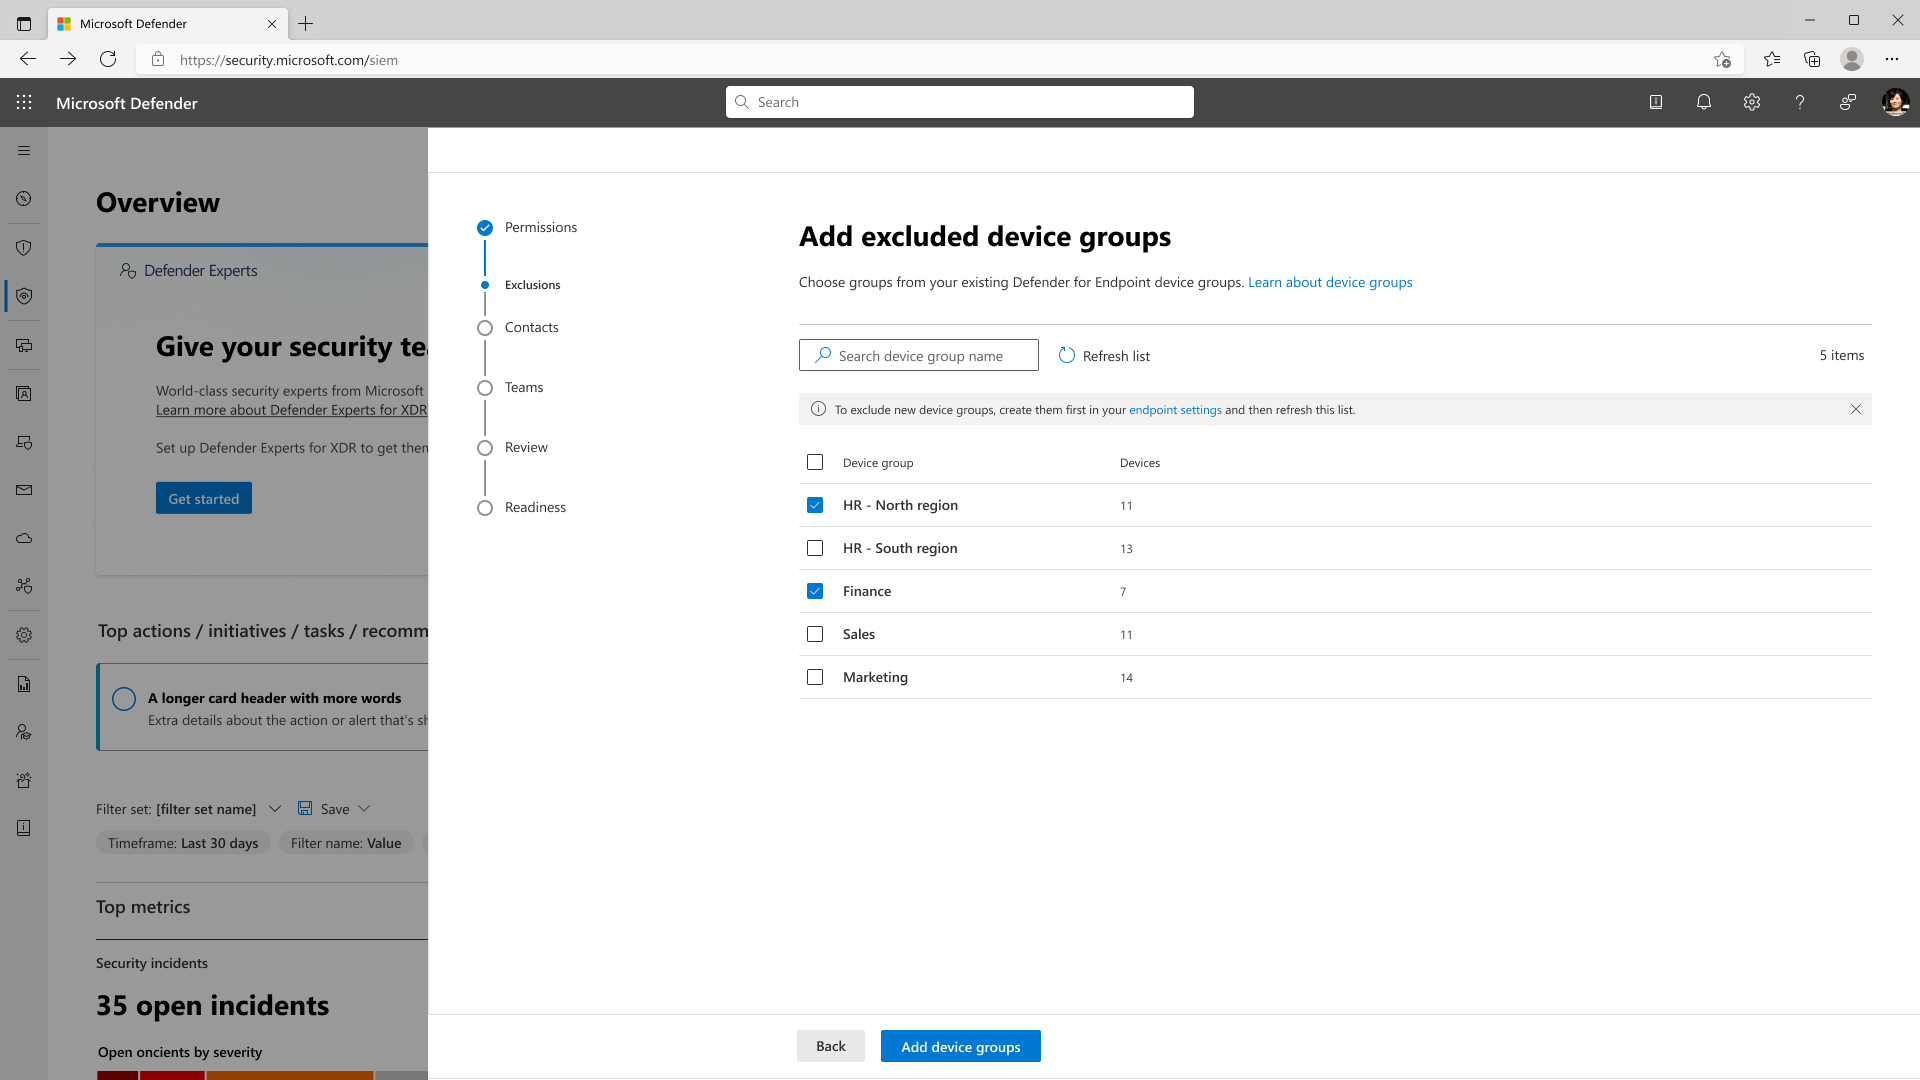 Microsoft Defender
https://security.microsoft.com/siem
Microsoft Defender
Search
Overview
Defender Experts
Give your security te
World-class security experts from Microsoft
Learn more about Defender Experts for XDR
Set up Defender Experts for XDR to get them
Get started
Top actions / initiatives / tasks / recomm
A longer card header with more words
Extra details about the action or alert that's sh
Filter set: [filter set name]
Save
Timeframe: Last 30 days
Filter name: Value
Top metrics
Security incidents
35 open incidents
Open oncients by severity
Permissions
Exclusions
Contacts
Teams
Review
Readiness
Add excluded device groups
Choose groups from your existing Defender for Endpoint device groups. Learn about device groups
Search device group name
Refresh list
5 items
To exclude new device groups, create them first in your endpoint settings and then refresh this list.
Device group Devices
HR - North region 11
HR - South region 13
Finance 7
Sales 11
Marketing 14
Back
Add device groups